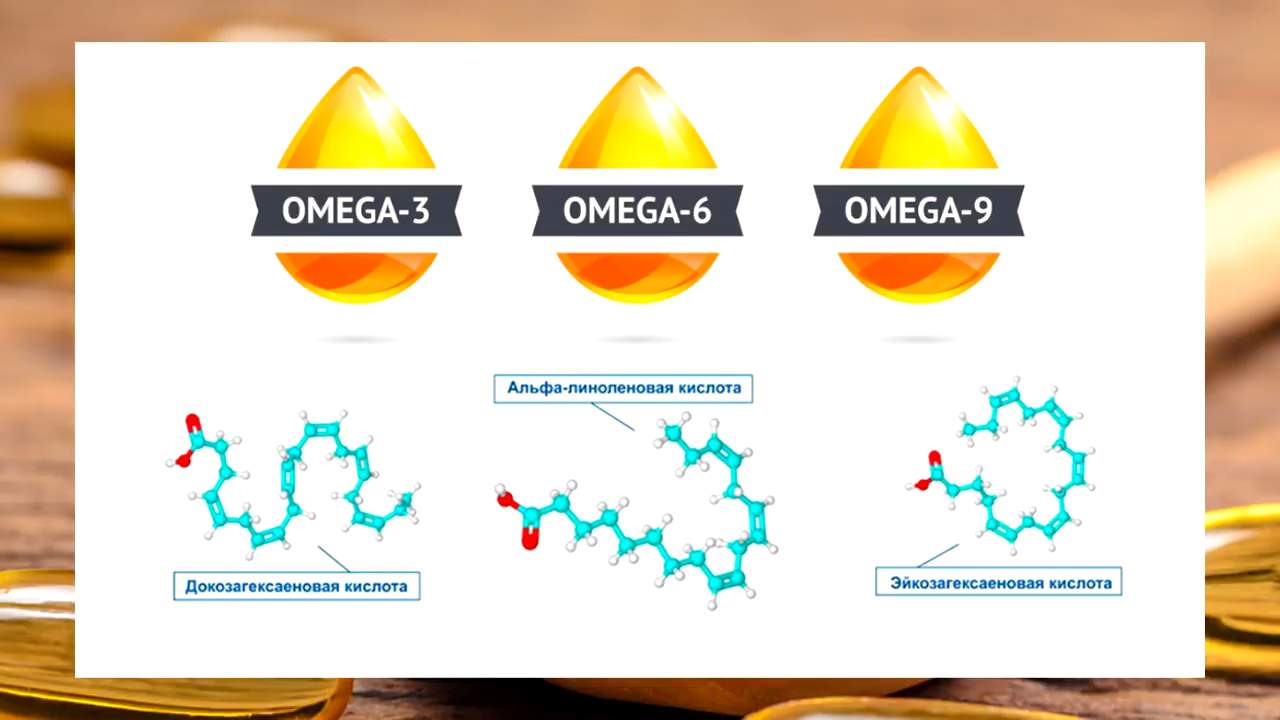 OMEGA-3
OMEGA-6
OMEGA-9
Альфа-линоленовая кислота
Докозагексаеновая кислота
Эйкозагексаеновая кислота